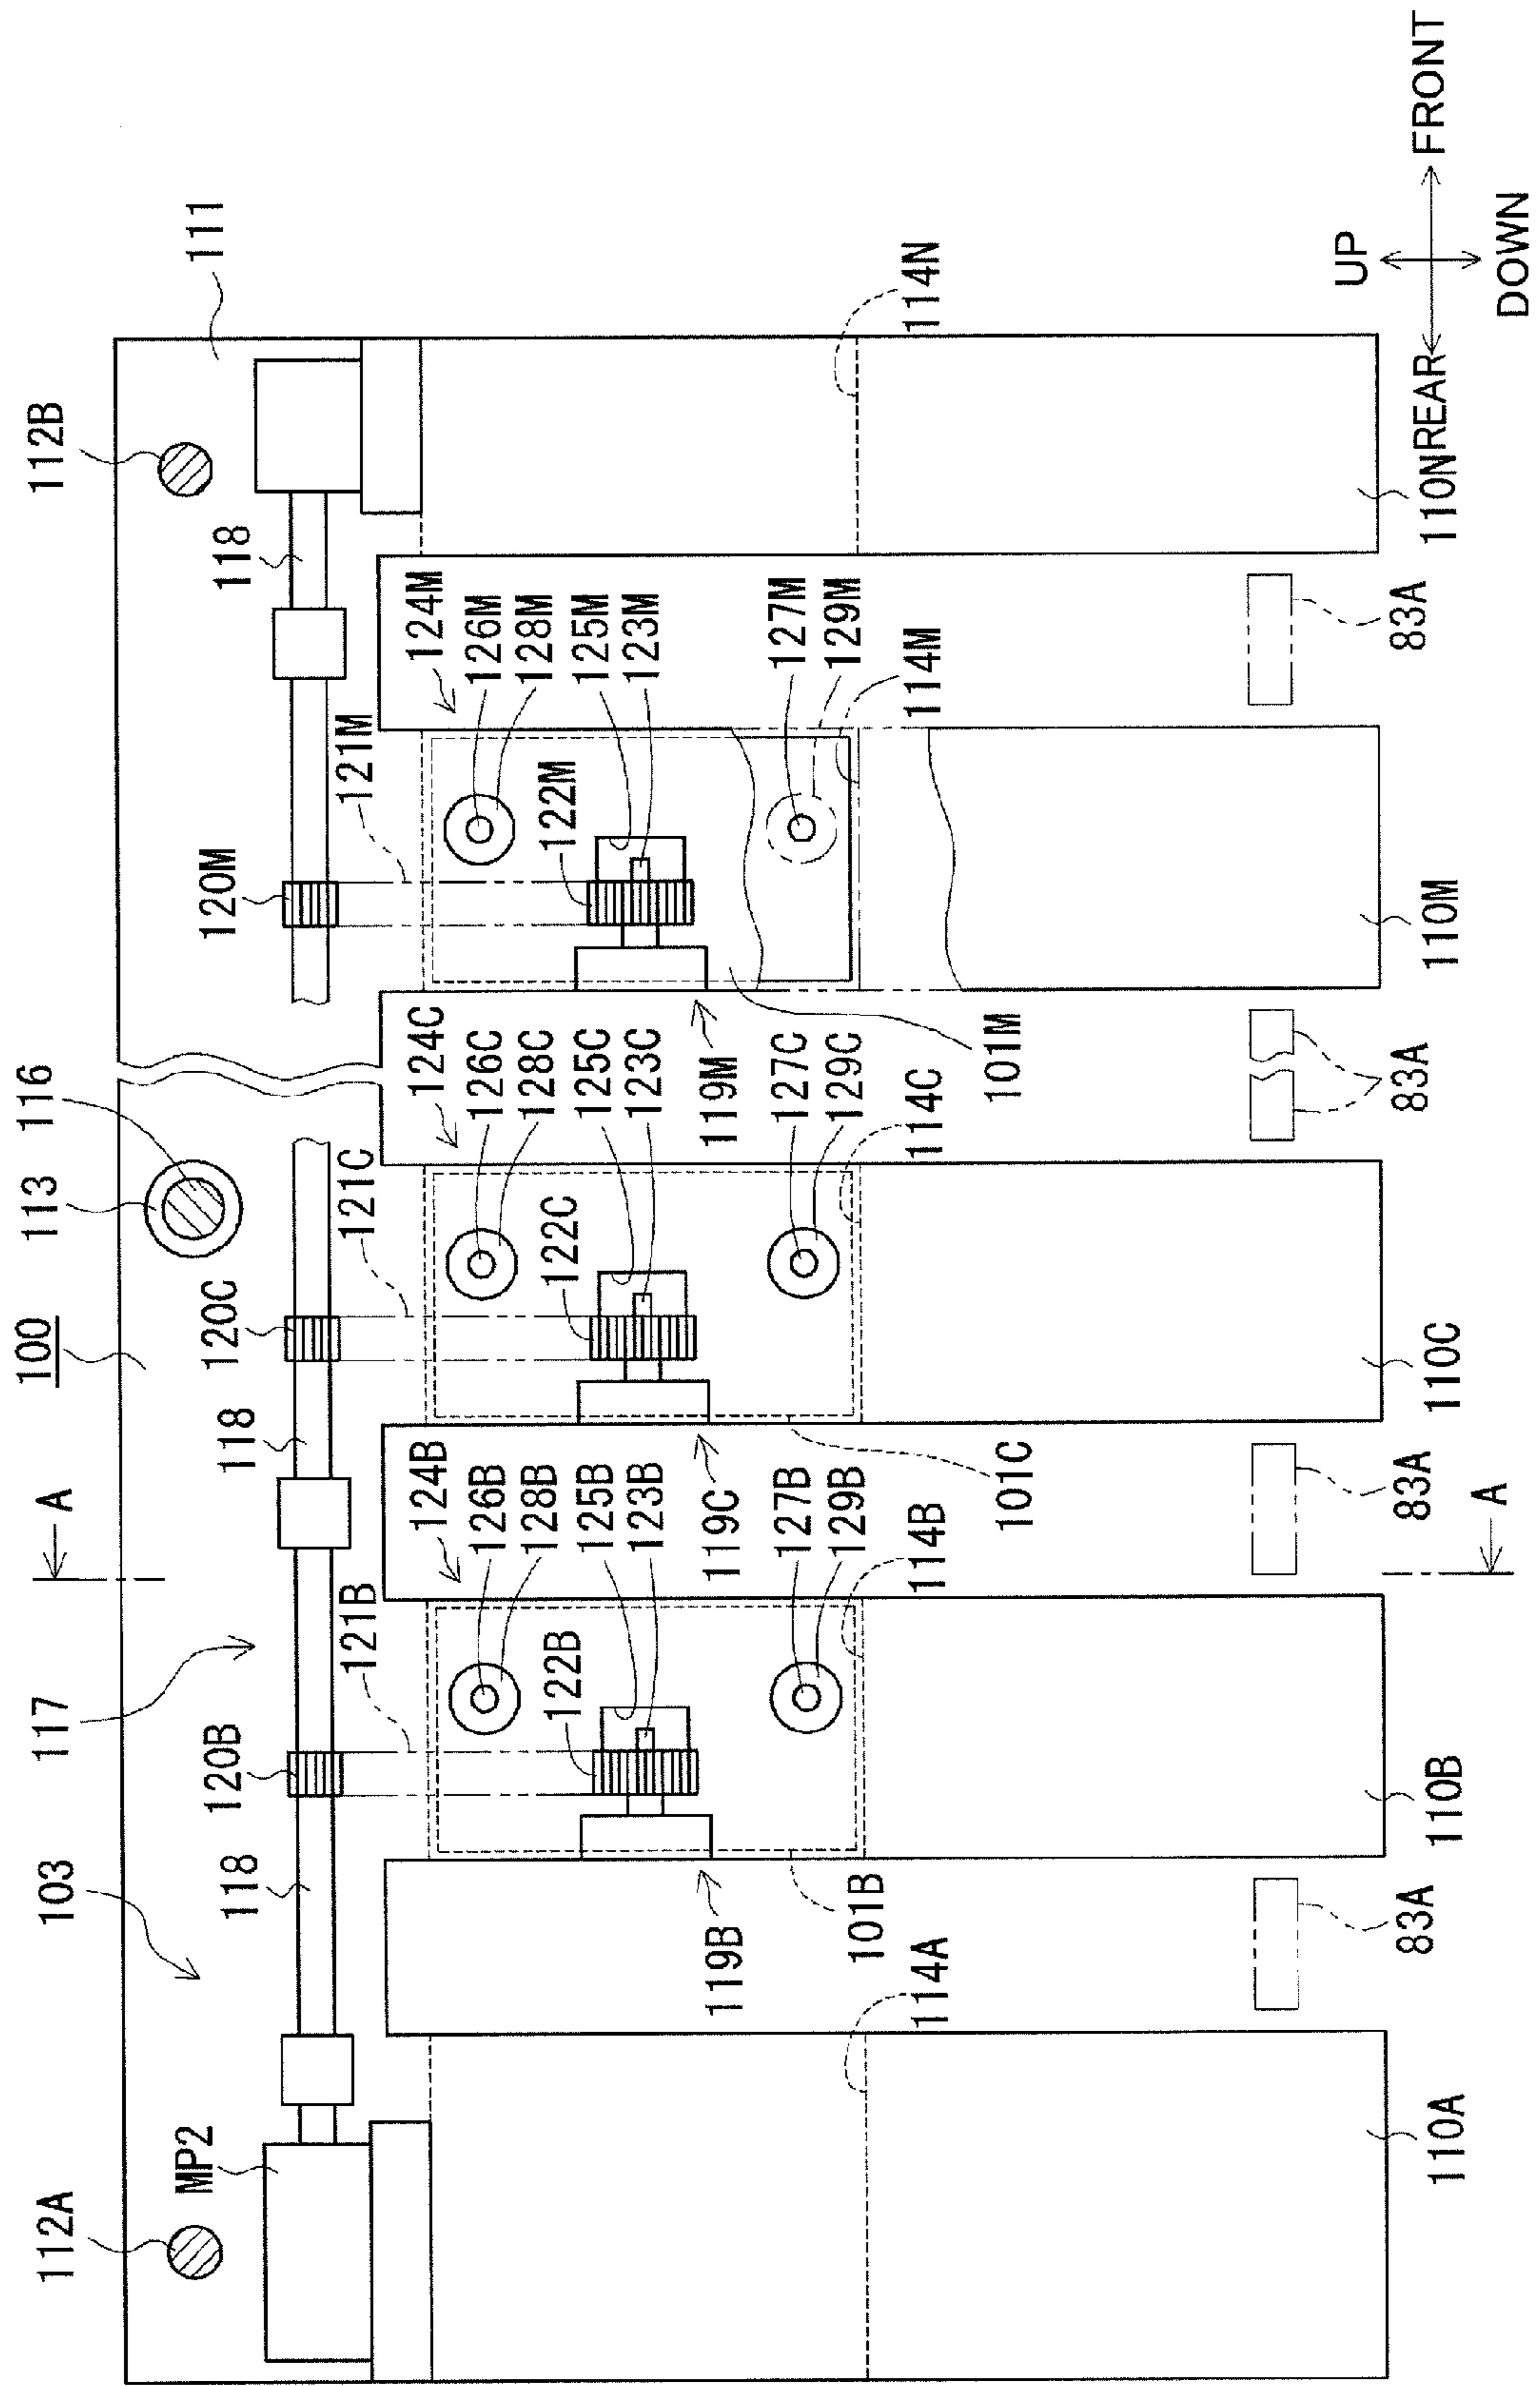 100
103
117
113
116
111
112A
MP2
118
120B
121B
118
120C
121C
120M
121M
118
112B
A
124B
126B
128B
125B
123B
122B
127B
129B
114B
119B
101B
114A
124C
126C
128C
125C
123C
122C
127C
129C
114C
119C
101C
124M
126M
128M
125M
123M
122M
127M
129M
114M
119M
101M
114N
83A
83A
83A
83A
A
110A
110B
110C
110M
110N
UP
DOWN
REAR
FRONT